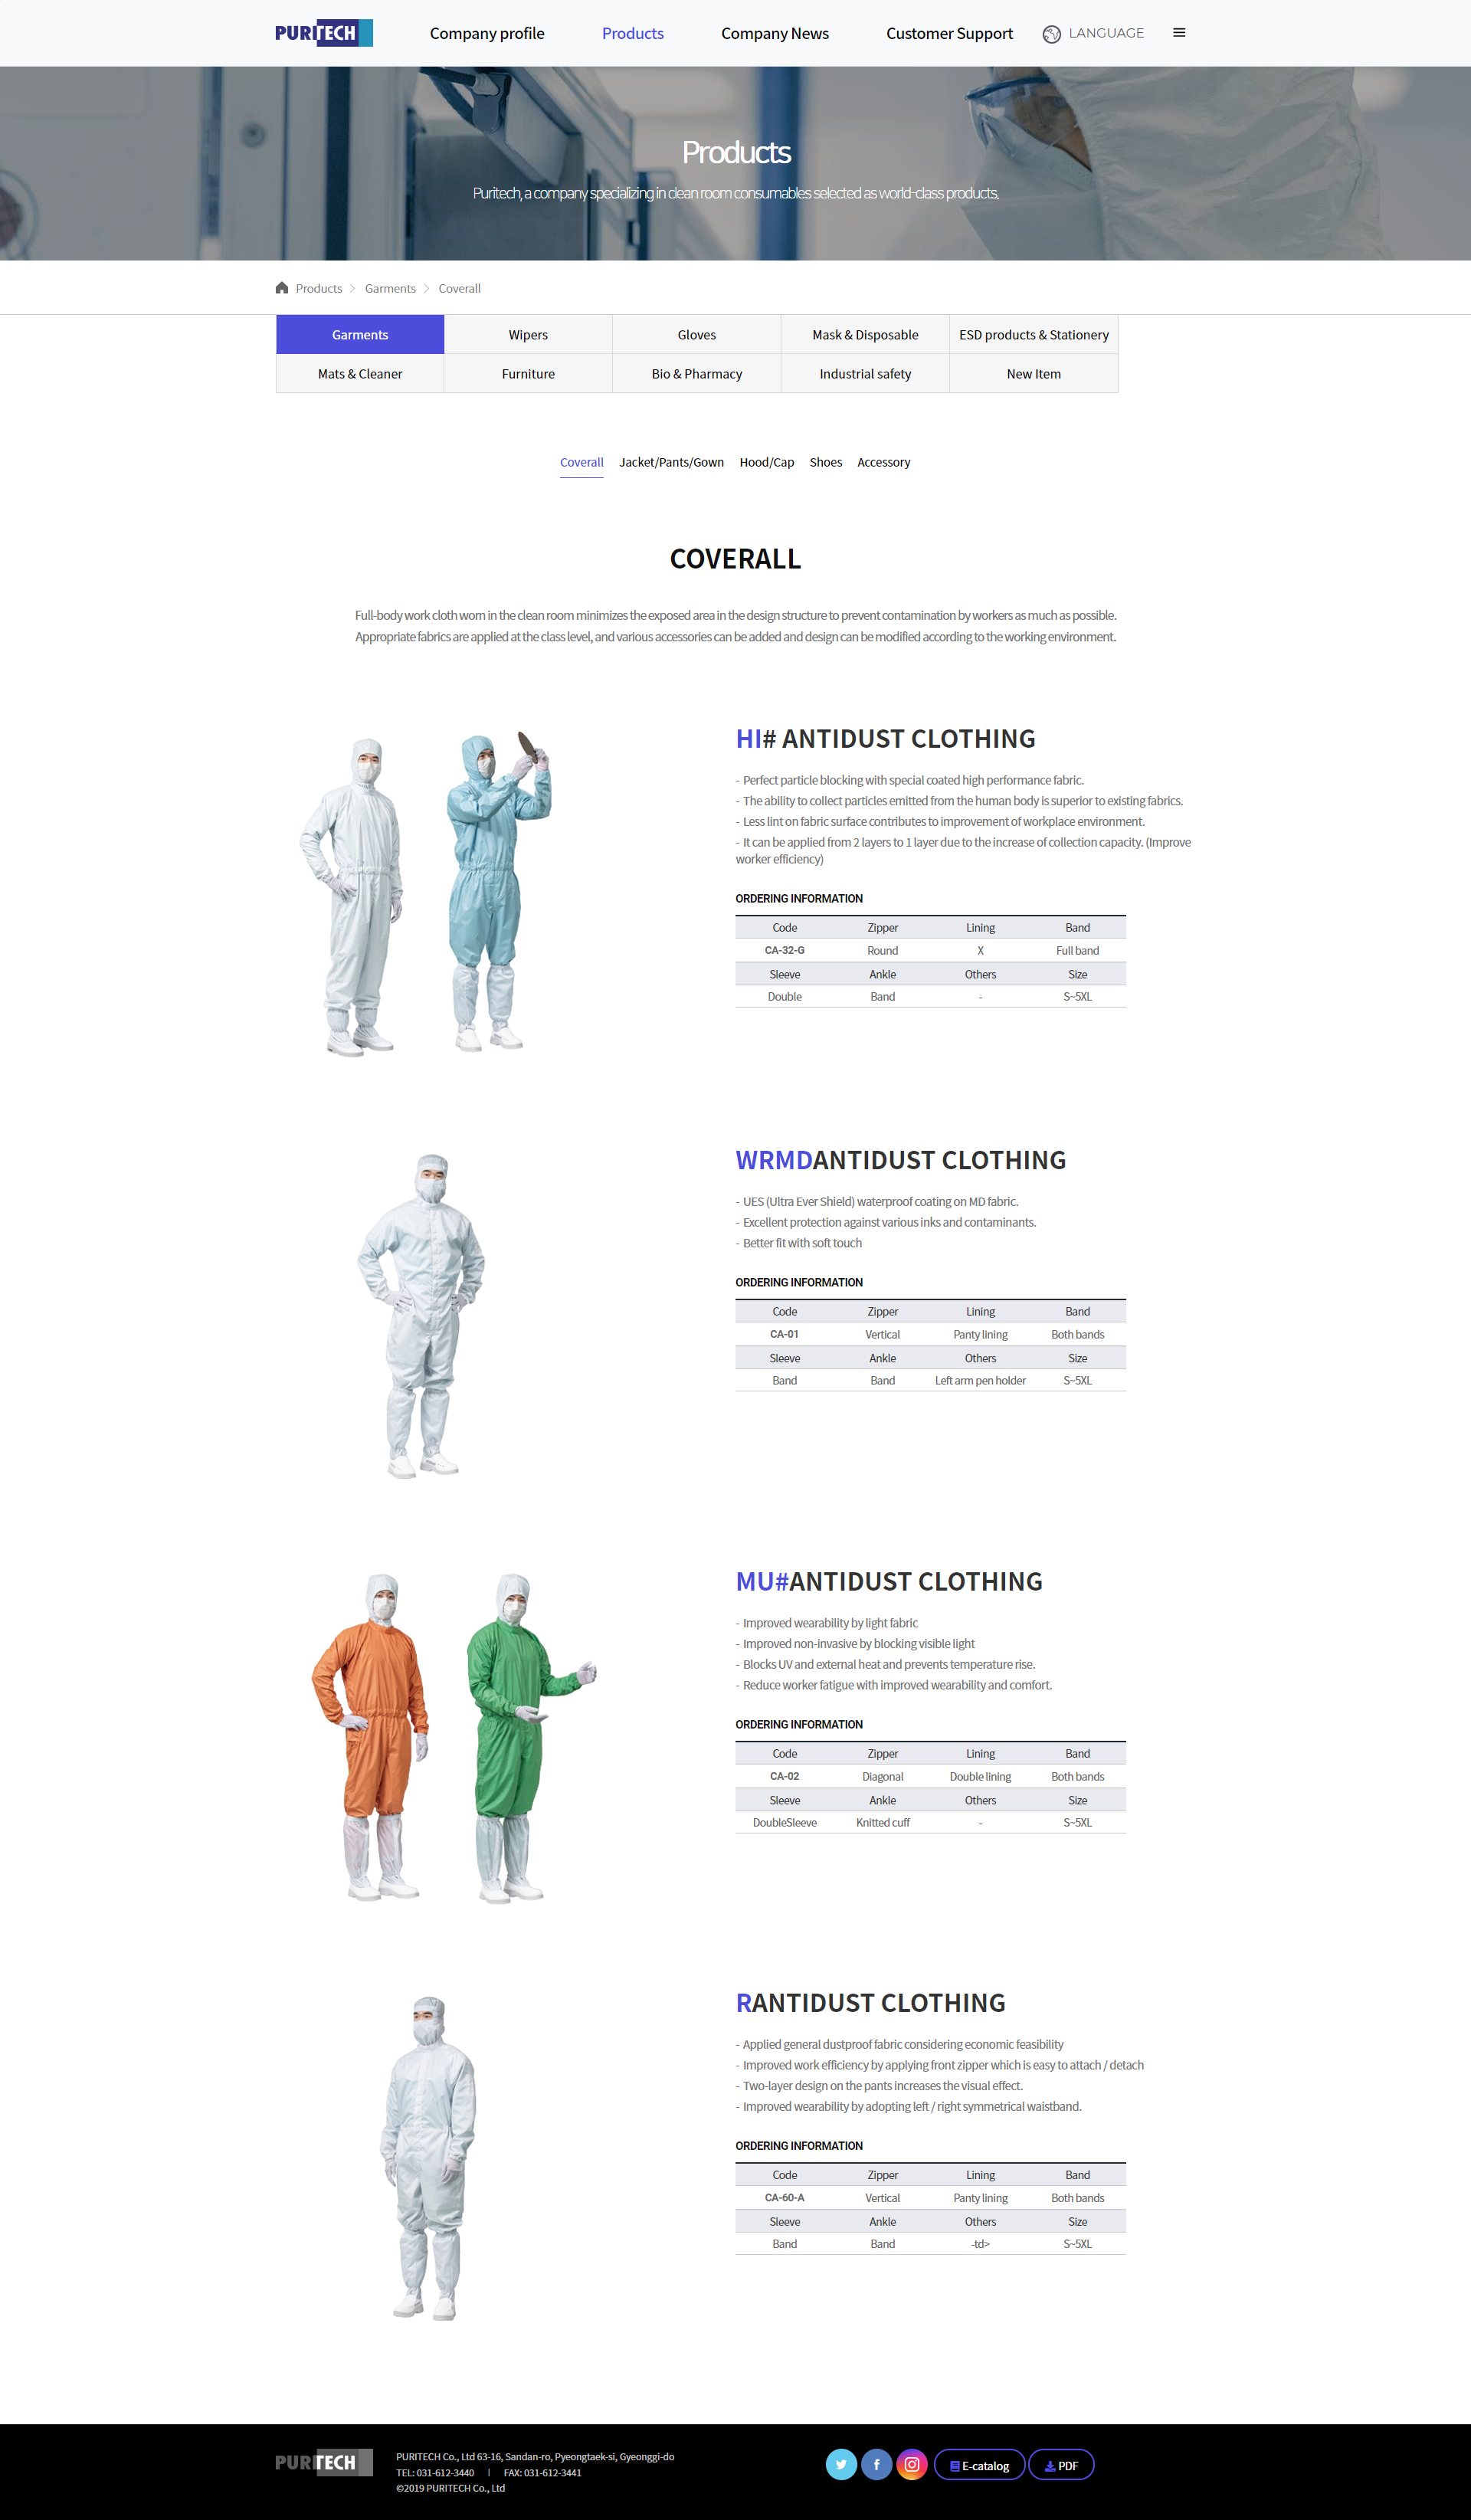 PURITECH
Company profile
Products
Company News
Customer Support
LANGUAGE
Products
Puritech, a company specializing in clean room consumables selected as world-class products.
Products > Garments > Coverall
Garments
Wipers
Gloves
Mask & Disposable
ESD products & Stationery
Mats & Cleaner
Furniture
Bio & Pharmacy
Industrial safety
New Item
Coverall
Jacket/Pants/Gown
Hood/Cap
Shoes
Accessory
COVERALL
Full-body work cloth worn in the clean room minimizes the exposed area in the design structure to prevent contamination by workers as much as possible.
Appropriate fabrics are applied at the class level, and various accessories can be added and design can be modified according to the working environment.
HI# ANTIDUST CLOTHING
- Perfect particle blocking with special coated high performance fabric.
- The ability to collect particles emitted from the human body is superior to existing fabrics.
- Less lint on fabric surface contributes to improvement of workplace environment.
- It can be applied from 2 layers to 1 layer due to the increase of collection capacity. (Improve
worker efficiency)
ORDERING INFORMATION
Code Zipper Lining Band
CA-32-G Round X Full band
Sleeve Ankle Others Size
Double Band - S~5XL
WRMDANTIDUST CLOTHING
- UES (Ultra Ever Shield) waterproof coating on MD fabric.
- Excellent protection against various inks and contaminants.
- Better fit with soft touch
ORDERING INFORMATION
Code Zipper Lining Band
CA-01 Vertical Panty lining Both bands
Sleeve Ankle Others Size
Band Band Left arm pen holder S~5XL
MU#ANTIDUST CLOTHING
- Improved wearability by light fabric
- Improved non-invasive by blocking visible light
- Blocks UV and external heat and prevents temperature rise.
- Reduce worker fatigue with improved wearability and comfort.
ORDERING INFORMATION
Code Zipper Lining Band
CA-02 Diagonal Double lining Both bands
Sleeve Ankle Others Size
DoubleSleeve Knitted cuff - S~5XL
RANTIDUST CLOTHING
- Applied general dustproof fabric considering economic feasibility
- Improved work efficiency by applying front zipper which is easy to attach / detach
- Two-layer design on the pants increases the visual effect.
- Improved wearability by adopting left / right symmetrical waistband.
ORDERING INFORMATION
Code Zipper Lining Band
CA-60-A Vertical Panty lining Both bands
Sleeve Ankle Others Size
Band Band -td> S~5XL
PURITECH
PURITECH Co., Ltd 63-16, Sandan-ro, Pyeongtaek-si, Gyeonggi-do
TEL: 031-612-3440 | FAX: 031-612-3441
©2019 PURITECH Co., Ltd
E-catalog
PDF